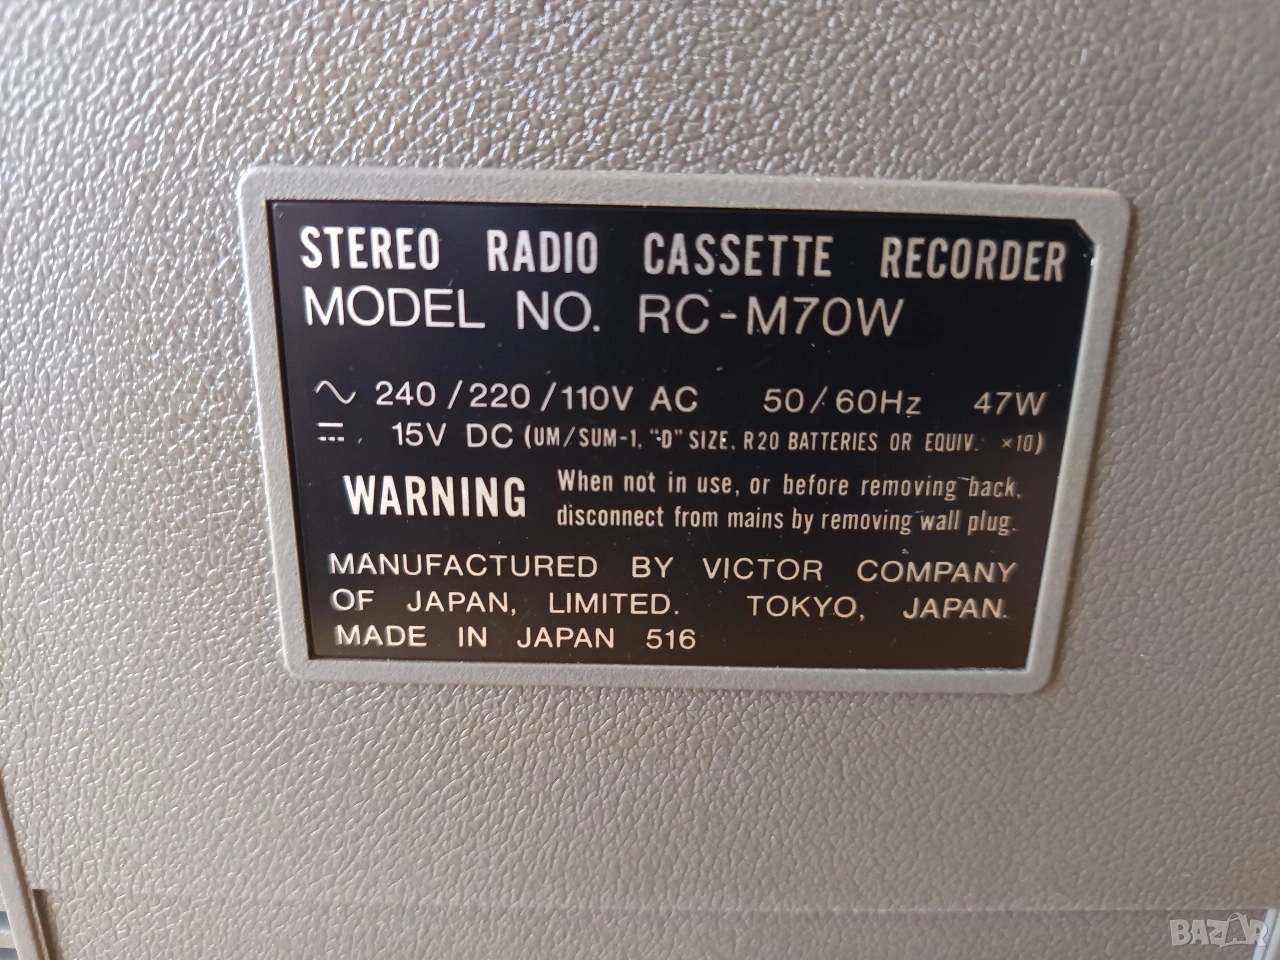 STEREO RADIO CASSETTE RECORDER
MODEL NO. RC-M70W
240/220/110V AC 50/60Hz 47W
15V DC (UM/SUM-1, "D" SIZE, R20 BATTERIES OR EQUIV. ×10)
WARNING When not in use, or before removing back,
disconnect from mains by removing wall plug.
MANUFACTURED BY VICTOR COMPANY
OF JAPAN, LIMITED. TOKYO, JAPAN.
MADE IN JAPAN 516
BAZAR